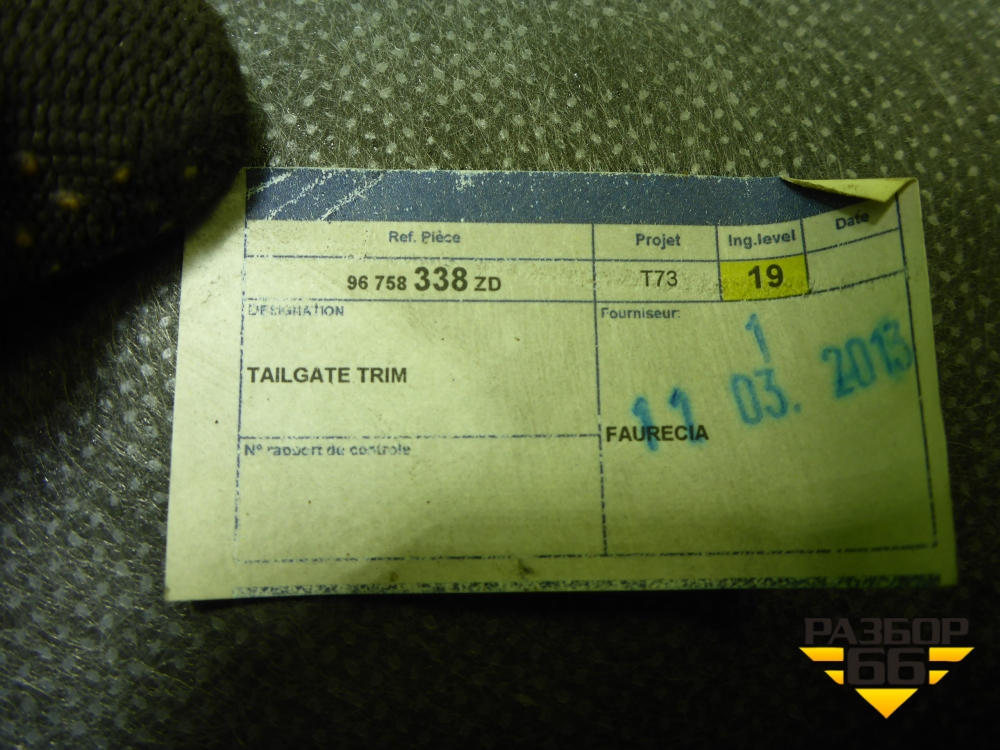 Ref. Pièce
Projet
Ing.level
Date
96 758 338 ZD
T73
19
DESIGNATION
Fourniseur:
TAILGATE TRIM
1
11 03. 2013
FAURECIA
N° rapport de controle
РАЗБОР
66